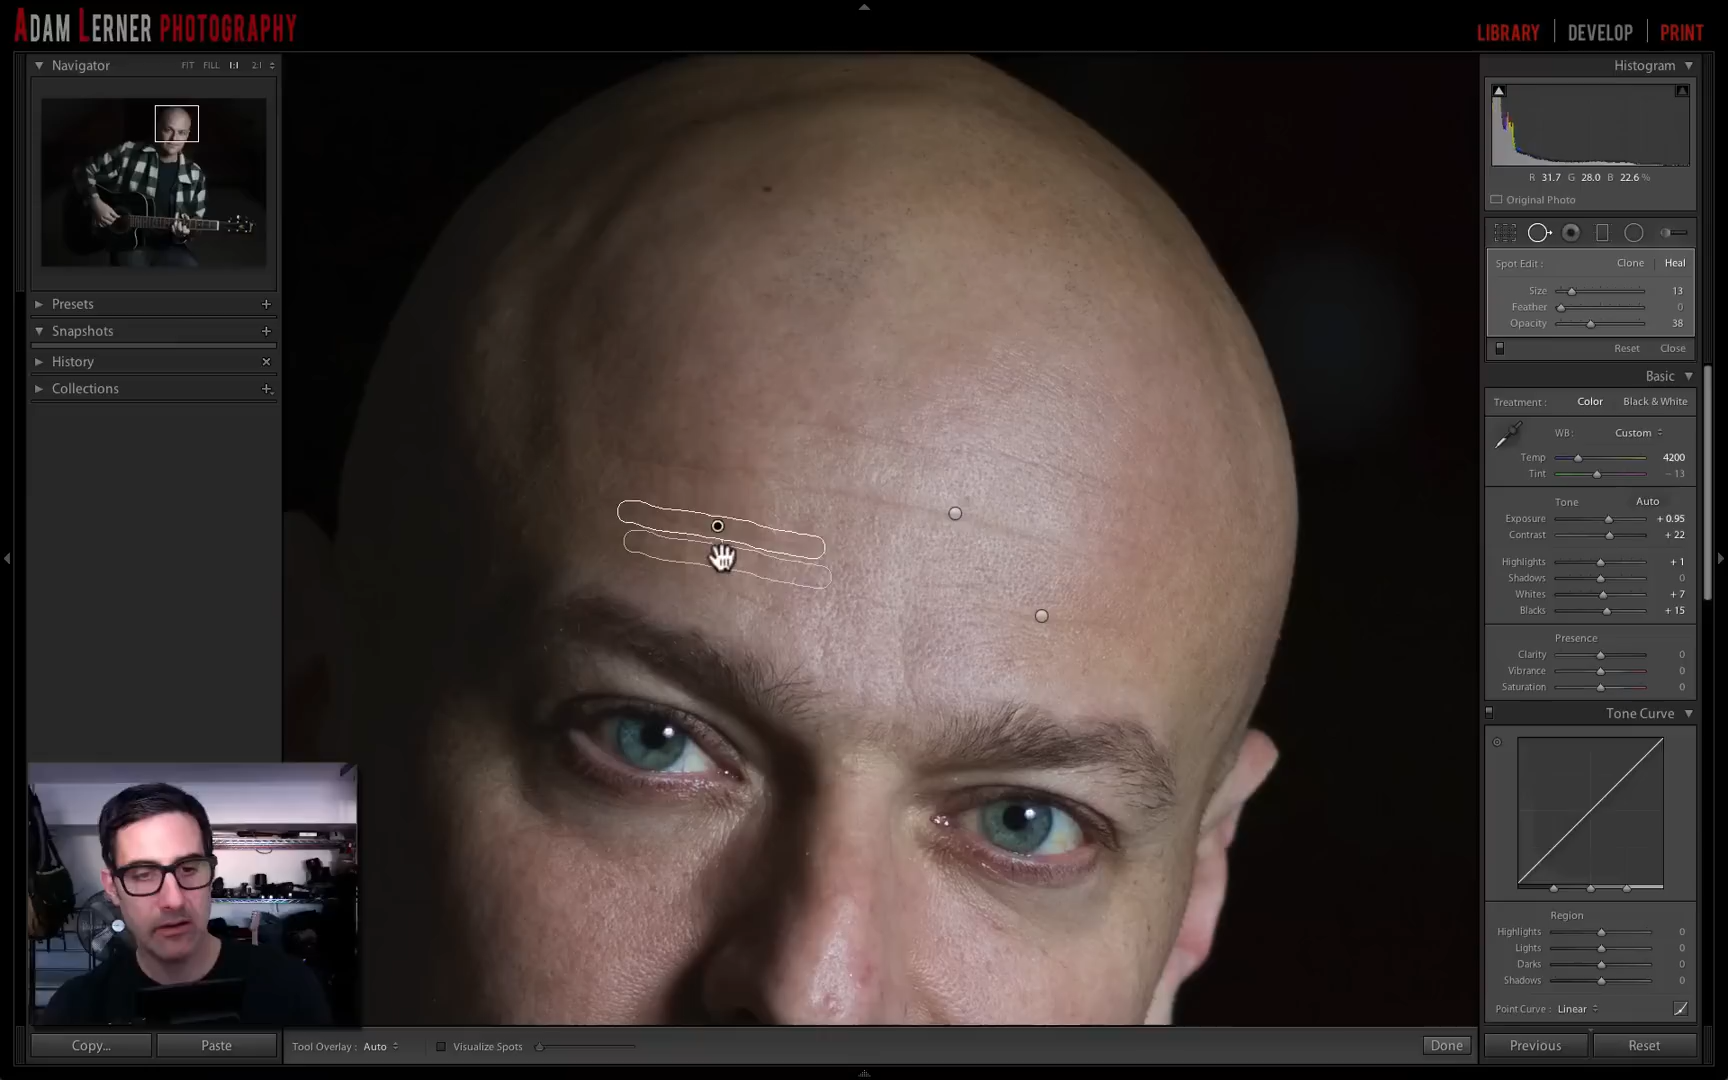 ADAM LERNER PHOTOGRAPHY
LIBRARY | DEVELOP | PRINT
Navigator
FIT FILL 1:1 2:1
Presets
Snapshots
History
Collections
Copy...
Paste
Tool Overlay : Auto
Visualize Spots
Done
Histogram
R 31.7 G 28.0 B 22.6 %
Original Photo
Spot Edit : Clone | Heal
Size 13
Feather 0
Opacity 38
Reset Close
Basic
Treatment : Color Black & White
WB : Custom
Temp 4200
Tint - 13
Tone Auto
Exposure + 0.95
Contrast + 22
Highlights + 1
Shadows 0
Whites + 7
Blacks + 15
Presence
Clarity 0
Vibrance 0
Saturation 0
Tone Curve
Region
Highlights 0
Lights 0
Darks 0
Shadows 0
Point Curve : Linear
Previous
Reset